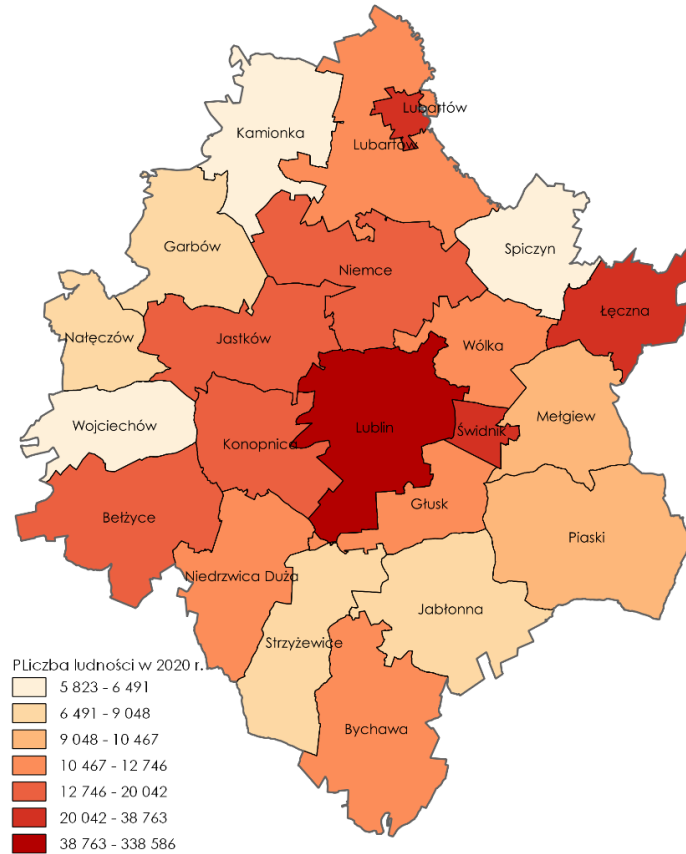 Lubartów
Kamionka
Lubartów
Spiczyn
Garbów
Niemce
Łęczna
Nałęczów
Jastków
Wólka
Mełgiew
Wojciechów
Konopnica
Lublin
Świdnik
Bełżyce
Głusk
Piaski
Niedrzwica Duża
Jabłonna
Strzyżewice
Bychawa
PLiczba ludności w 2020 r.
5 823 - 6 491
6 491 - 9 048
9 048 - 10 467
10 467 - 12 746
12 746 - 20 042
20 042 - 38 763
38 763 - 338 586